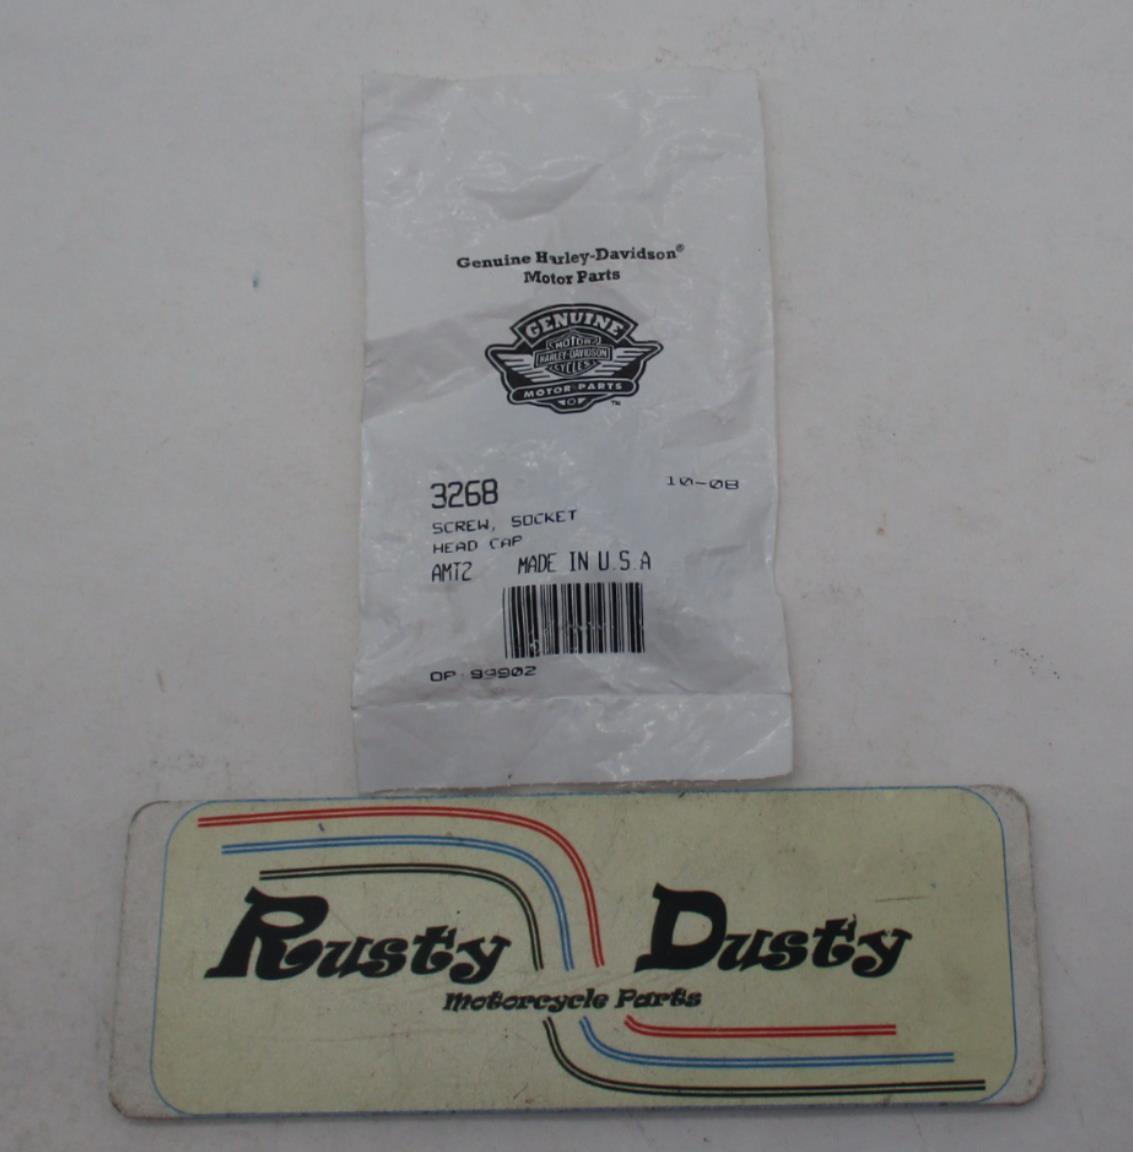 Genuine Harley-Davidson®
Motor Parts
GENUINE
MOTOR
HARLEY-DAVIDSON
CYCLES
MOTOR PARTS
™
3268
10-08
SCREW, SOCKET
HEAD CAP
AMTZ MADE IN U.S.A
OP 99902
Rusty Dusty
Motorcycle Parts